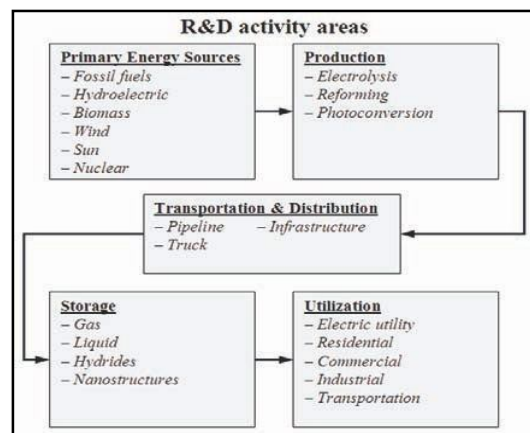 R&D activity areas
Primary Energy Sources
– Fossil fuels
– Hydroelectric
– Biomass
– Wind
– Sun
– Nuclear
Production
– Electrolysis
– Reforming
– Photoconversion
Transportation & Distribution
– Pipeline – Infrastructure
– Truck
Storage
– Gas
– Liquid
– Hydrides
– Nanostructures
Utilization
– Electric utility
– Residential
– Commercial
– Industrial
– Transportation